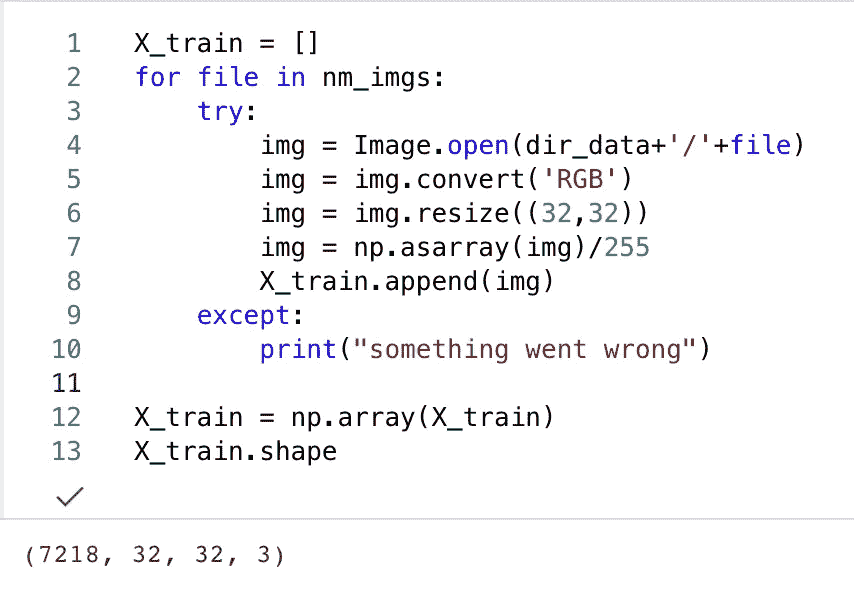 1 X_train = []
2 for file in nm_imgs:
3     try:
4         img = Image.open(dir_data+'/'+file)
5         img = img.convert('RGB')
6         img = img.resize((32,32))
7         img = np.asarray(img)/255
8         X_train.append(img)
9     except:
10         print("something went wrong")
11
12 X_train = np.array(X_train)
13 X_train.shape
(7218, 32, 32, 3)